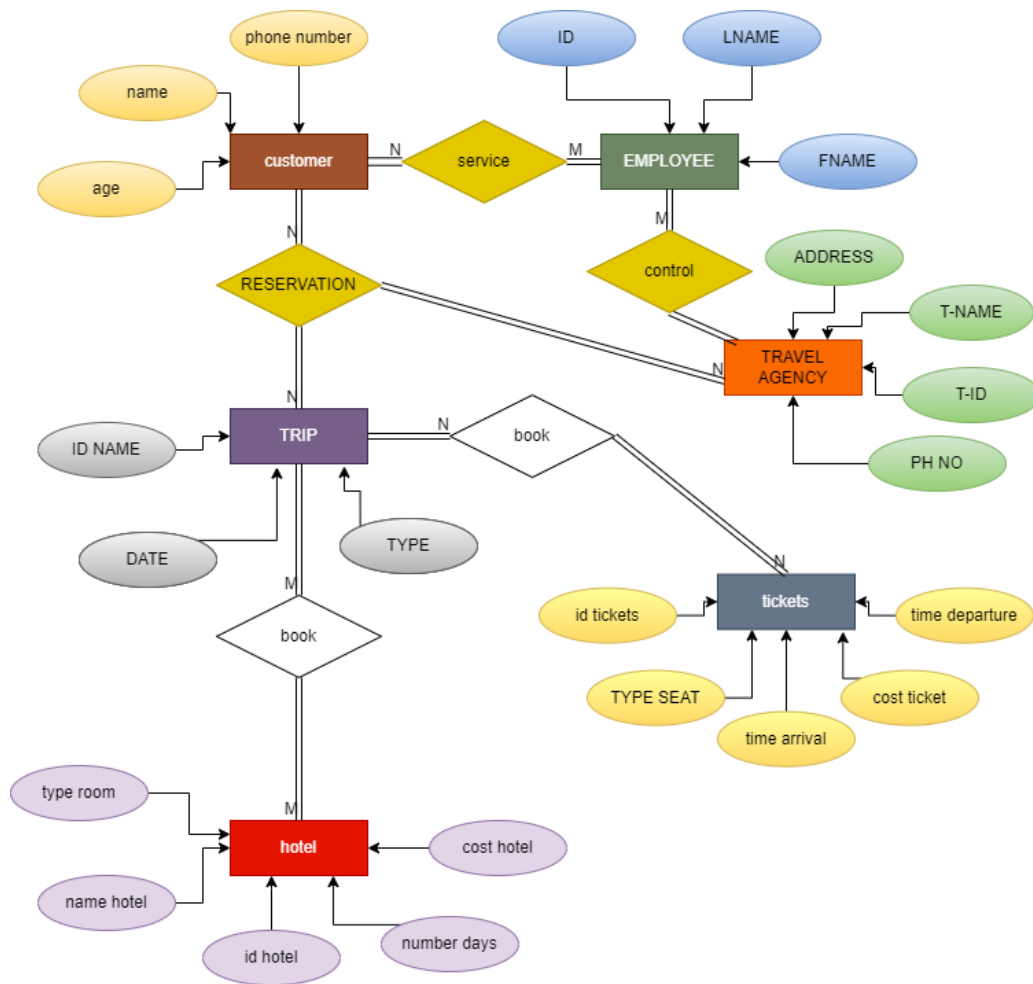 phone number
ID
LNAME
name
customer
N
service
M
EMPLOYEE
FNAME
age
N
M
RESERVATION
control
ADDRESS
T-NAME
TRAVEL
AGENCY
N
T-ID
N
TRIP
N
book
ID NAME
PH NO
DATE
TYPE
N
M
book
id tickets
tickets
time departure
TYPE SEAT
cost ticket
time arrival
type room
M
hotel
cost hotel
name hotel
number days
id hotel